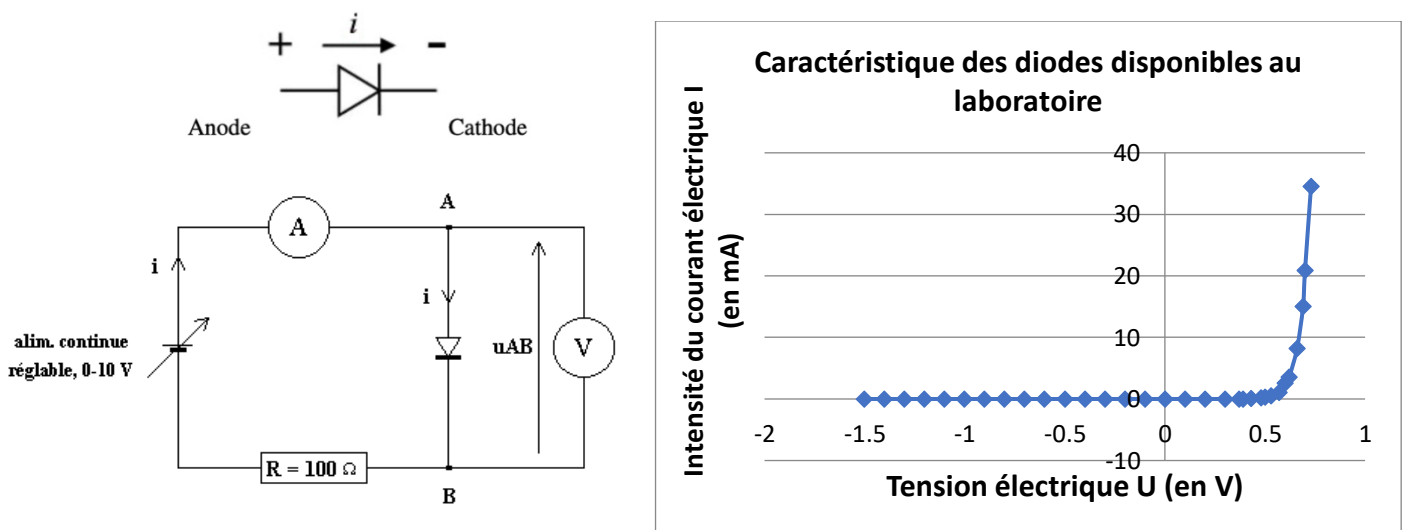 + i -
Anode Cathode
A
A
i
i
alim. continue
réglable, 0-10 V
uAB
V
R = 100 Ω
B
Caractéristique des diodes disponibles au
laboratoire
Intensité du courant électrique I
(en mA)
40
30
20
10
0
-10
-2 -1.5 -1 -0.5 0 0.5 1
Tension électrique U (en V)